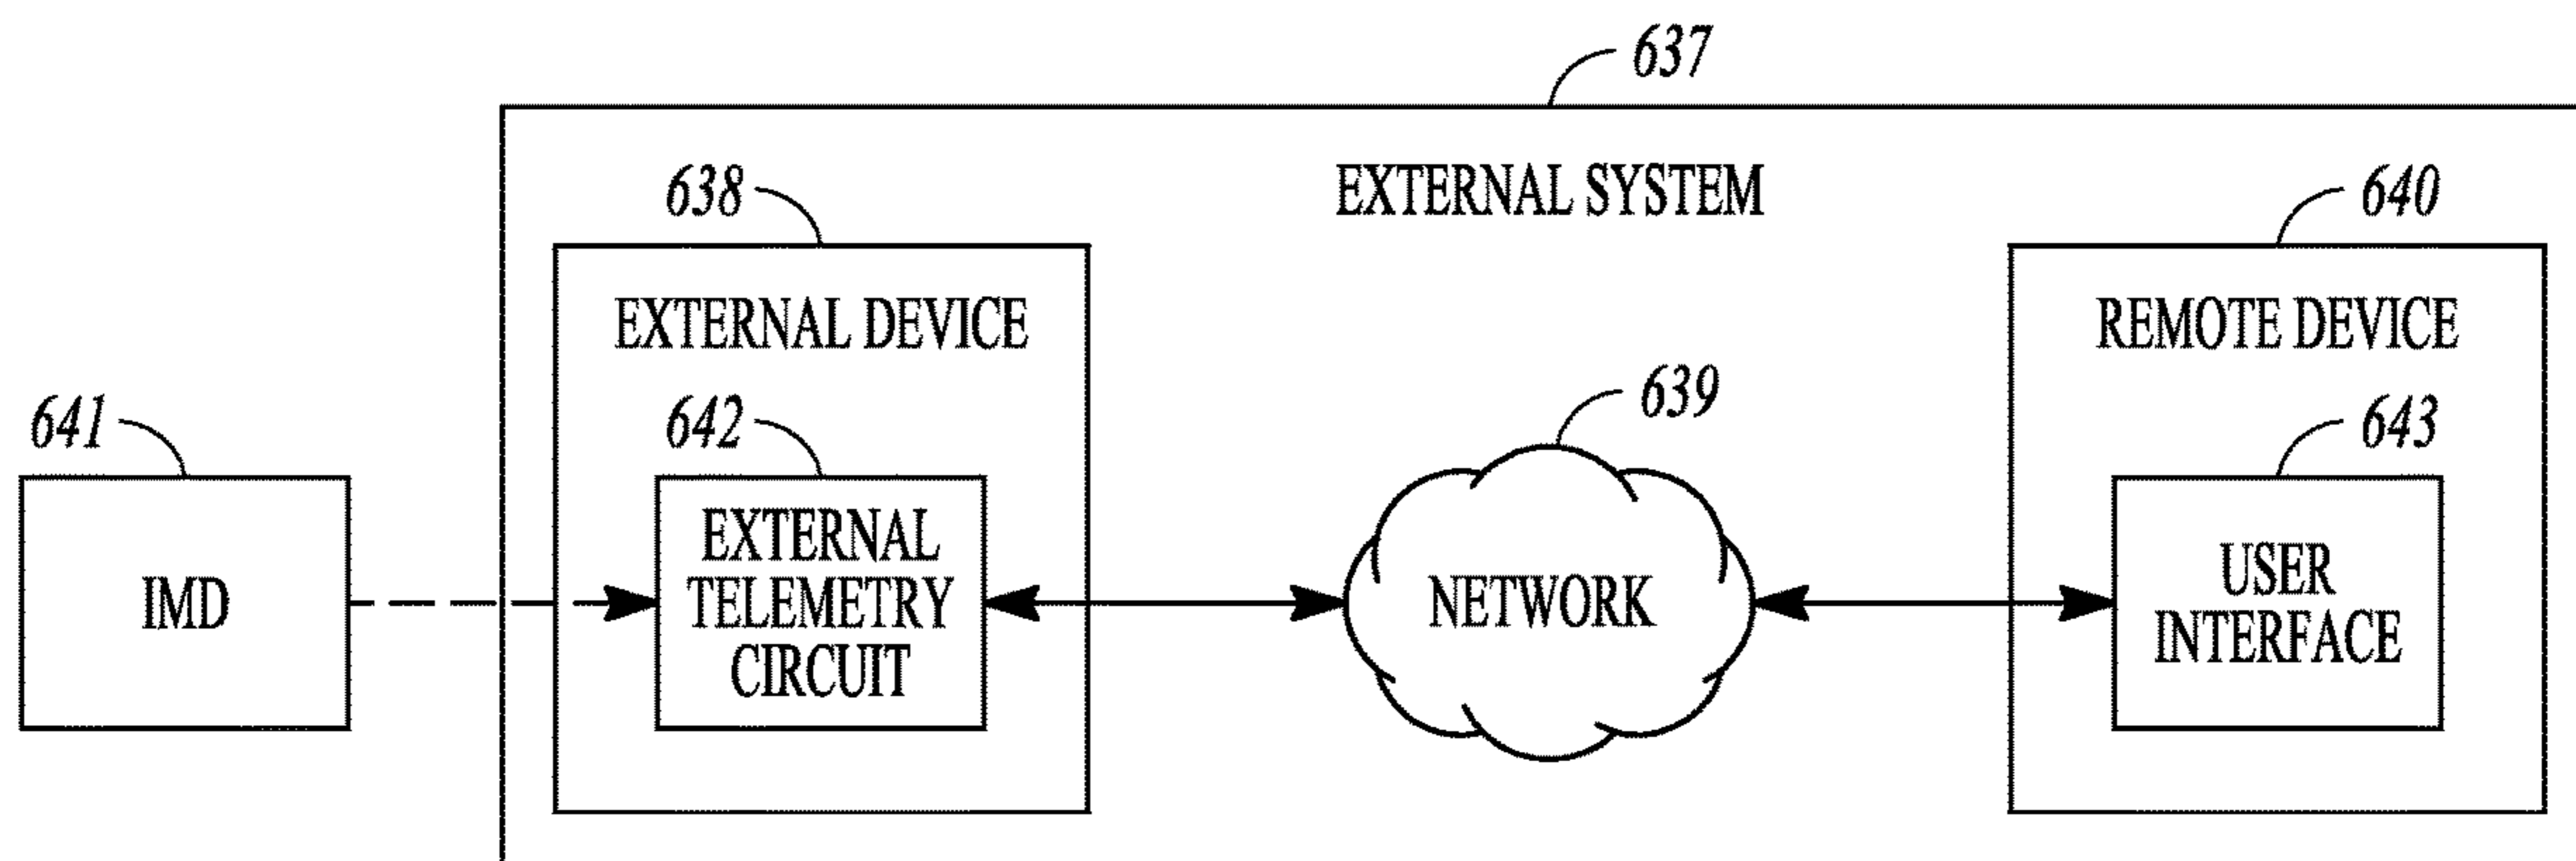 637
EXTERNAL SYSTEM
638
640
EXTERNAL DEVICE
REMOTE DEVICE
641
642
639
643
IMD
EXTERNAL
TELEMETRY
CIRCUIT
NETWORK
USER
INTERFACE